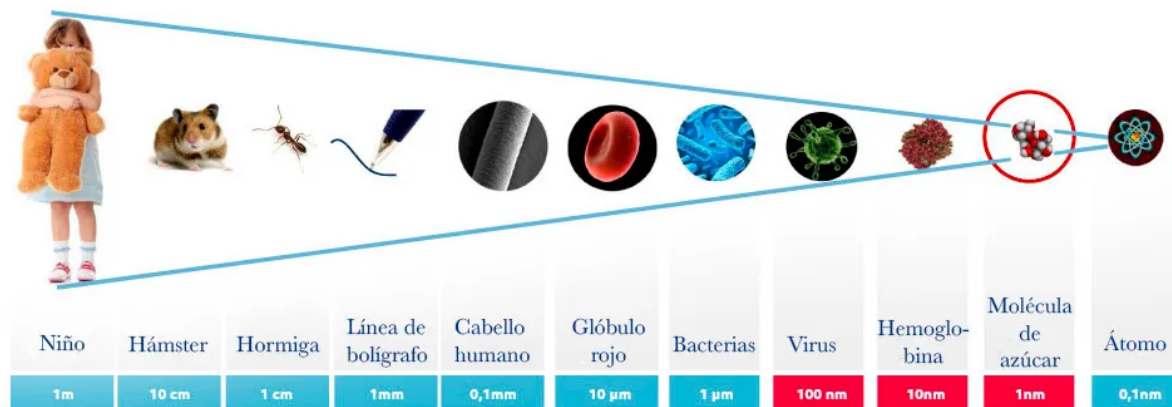 Niño
Hámster
Hormiga
Línea de
bolígrafo
Cabello
humano
Glóbulo
rojo
Bacterias
Virus
Hemoglo-
bina
Molécula
de
azúcar
Átomo
1m
10 cm
1 cm
1mm
0,1mm
10 µm
1 µm
100 nm
10nm
1nm
0,1nm